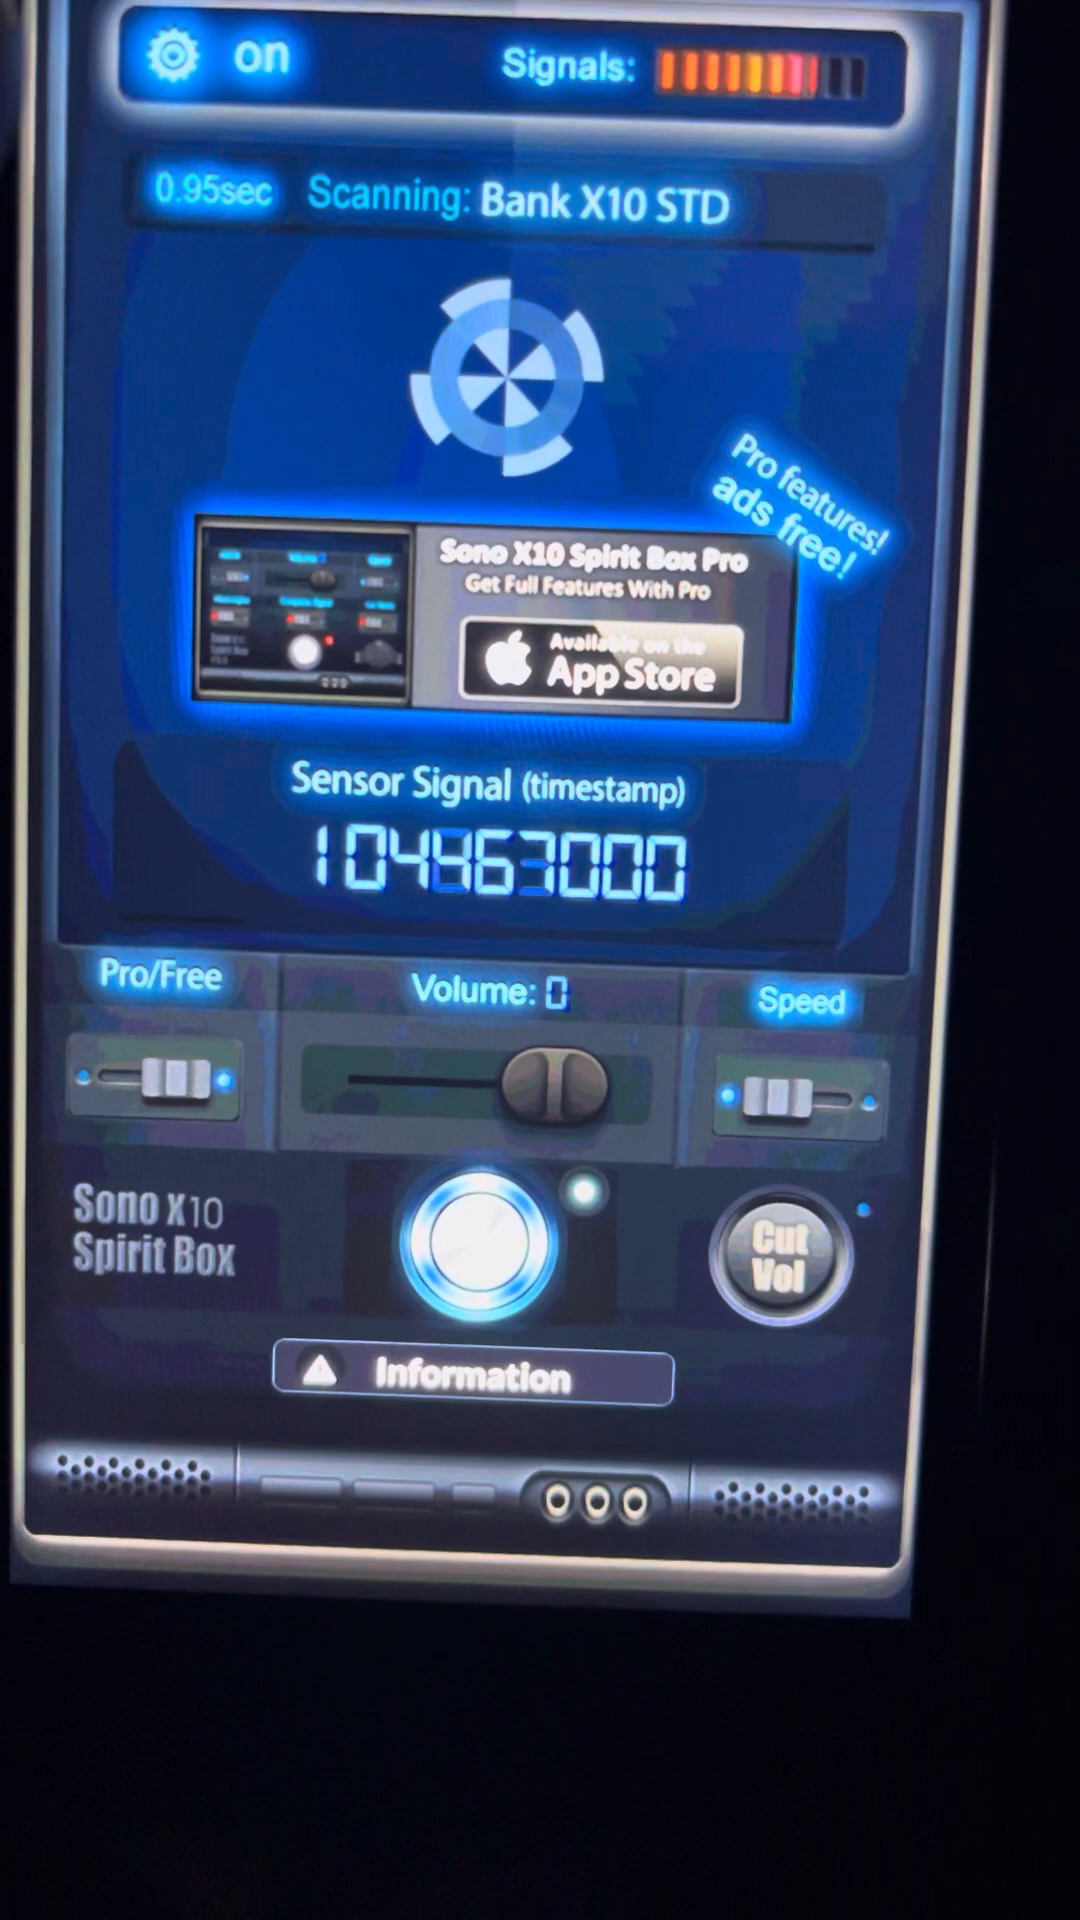 on Signals:
0.95sec Scanning: Bank X10 STD
Pro features!
ads free!
Sono X10 Spirit Box Pro
Get Full Features With Pro
Available on the
App Store
Sensor Signal (timestamp)
Pro/Free
Volume: 0
Speed
Sono X10
Spirit Box
Cut
Vol
Information